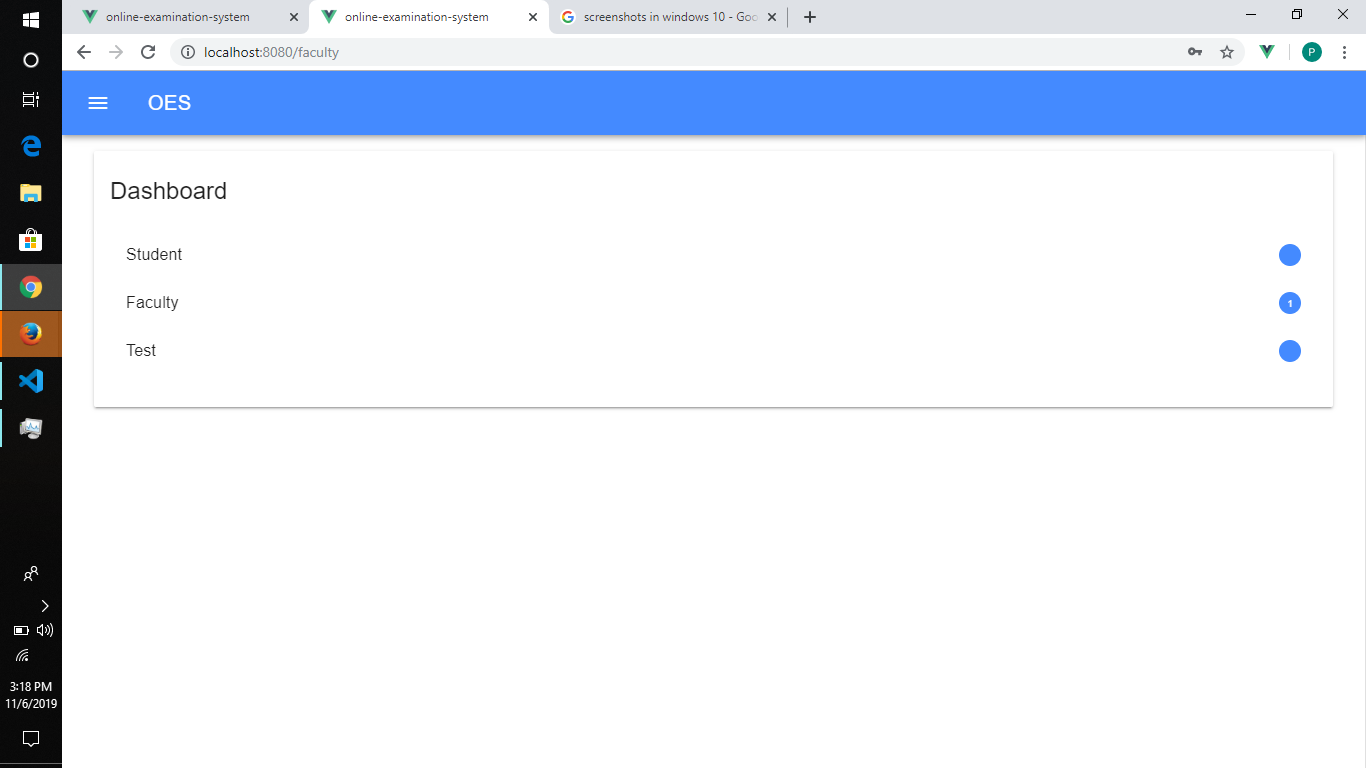 online-examination-system
online-examination-system
screenshots in windows 10 - Goo
localhost:8080/faculty
P
OES
Dashboard
Student
Faculty 1
Test
3:18 PM
11/6/2019